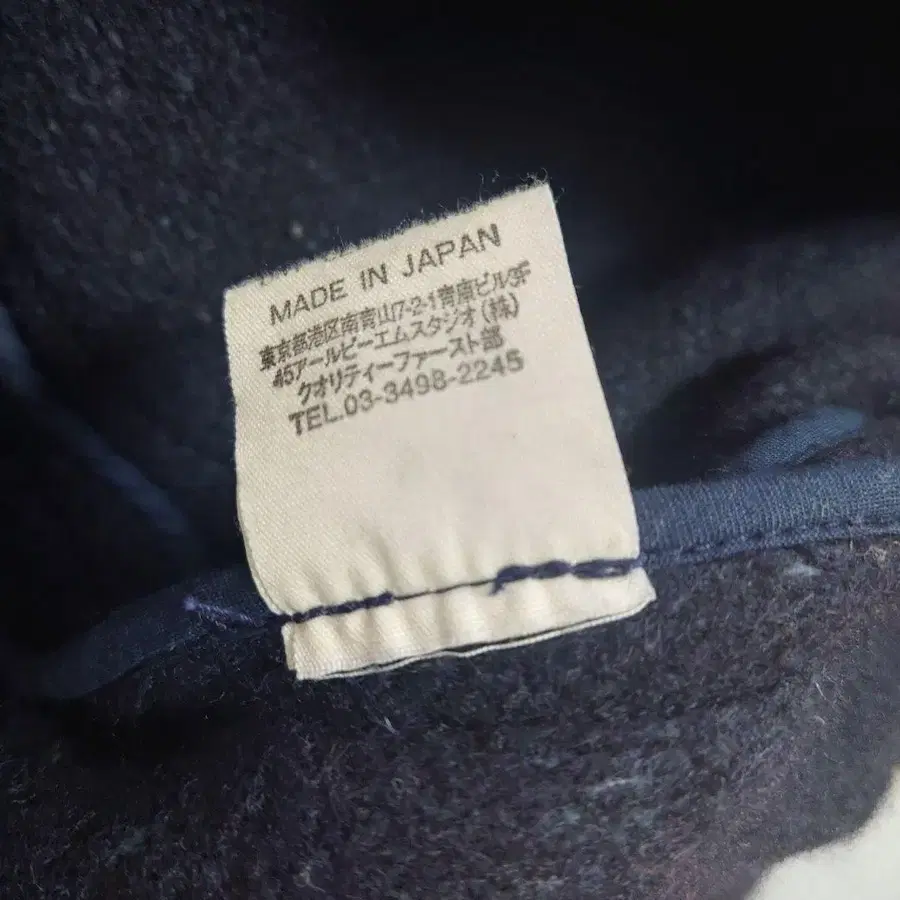 MADE IN JAPAN
東京都港区南青山7-2-1青南ビル3F
45アールピーエムスタジオ(株)
クオリティーファースト部
TEL.03-3498-2245